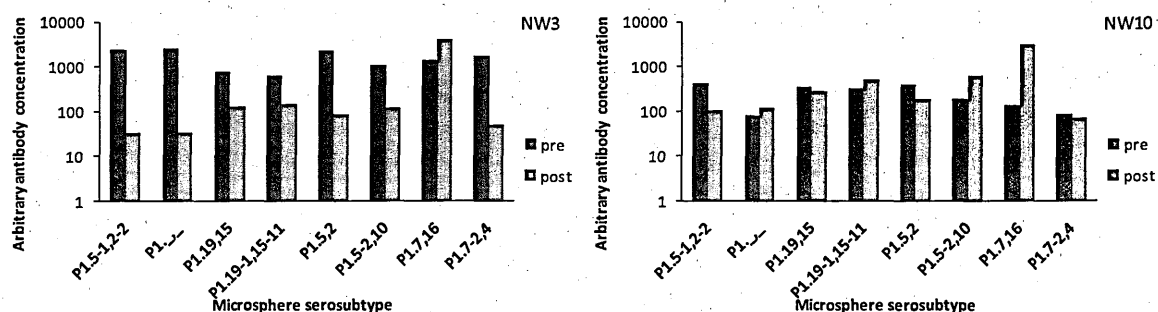 NW3
Arbitrary antibody concentration
10000
1000
100
10
1
pre
post
P1.5-1,2-2
P1.19,15
P1.19-1,15-11
P1.5,2
P1.5-2,10
P1.7,16
P1.7-2,4
Microsphere serosubtype
NW10
Arbitrary antibody concentration
10000
1000
100
10
1
pre
post
P1.5-1,2-2
P1.19,15
P1.19-1,15-11
P1.5,2
P1.5-2,10
P1.7,16
P1.7-2,4
Microsphere serosubtype